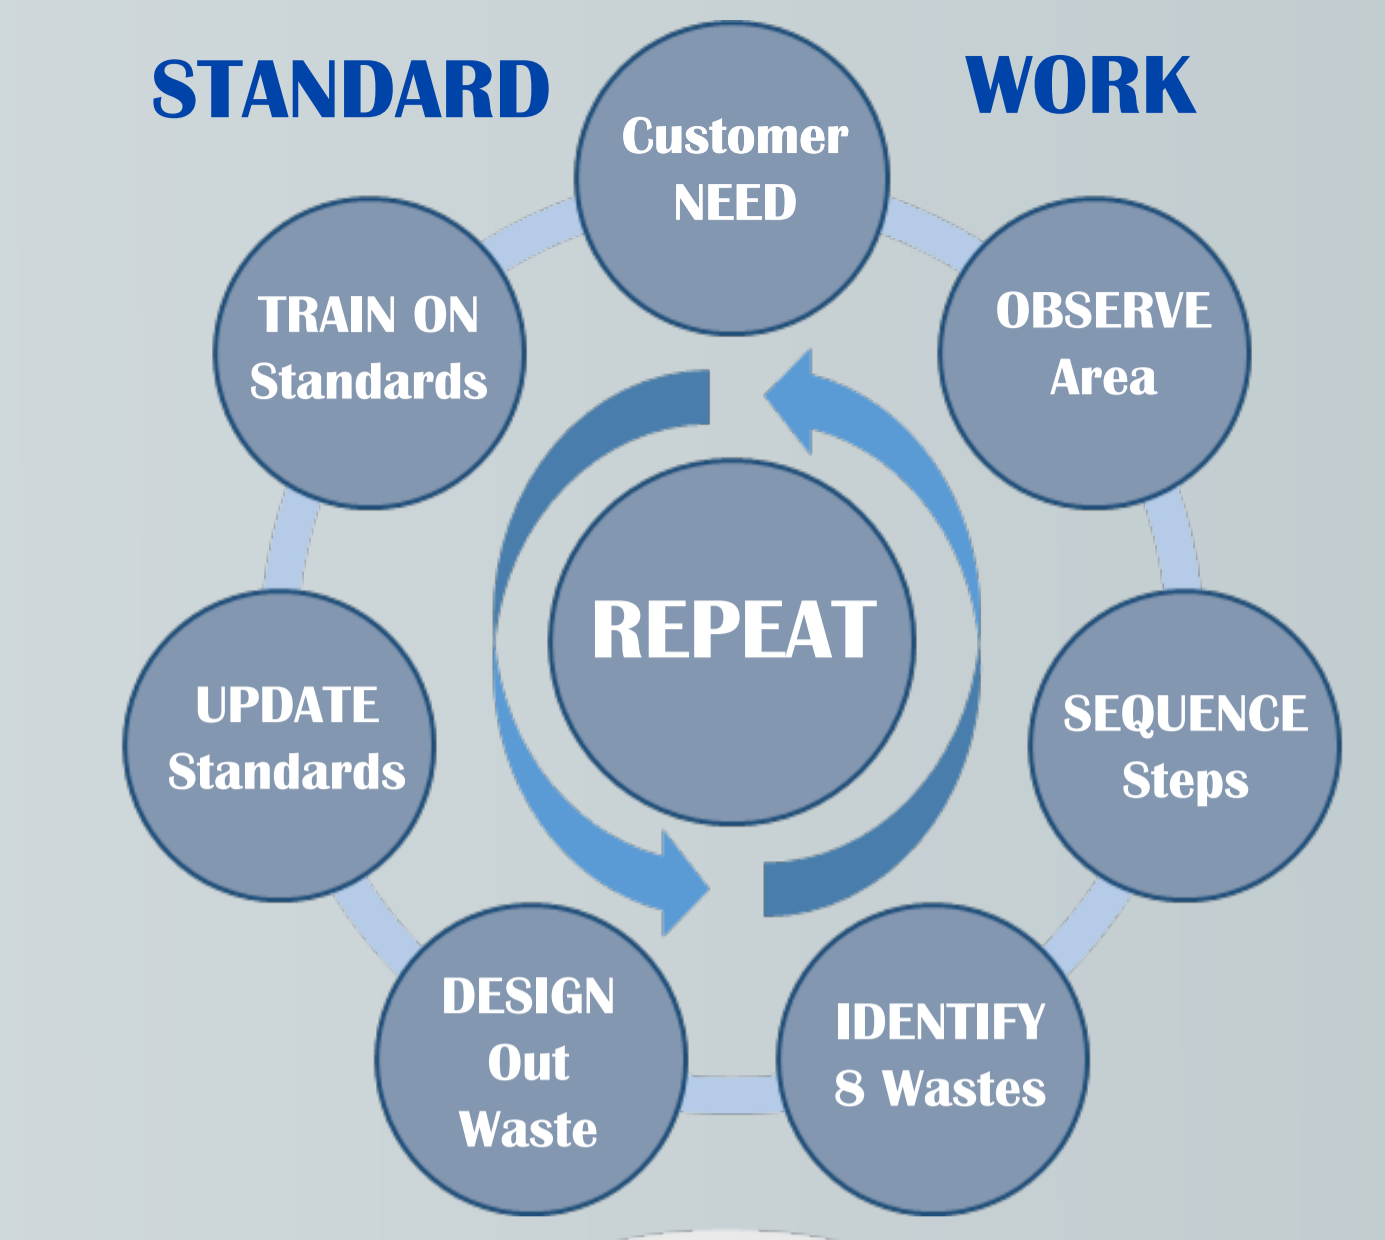 STANDARD WORK
Customer
NEED
OBSERVE
Area
SEQUENCE
Steps
IDENTIFY
8 Wastes
DESIGN
Out
Waste
UPDATE
Standards
TRAIN ON
Standards
REPEAT